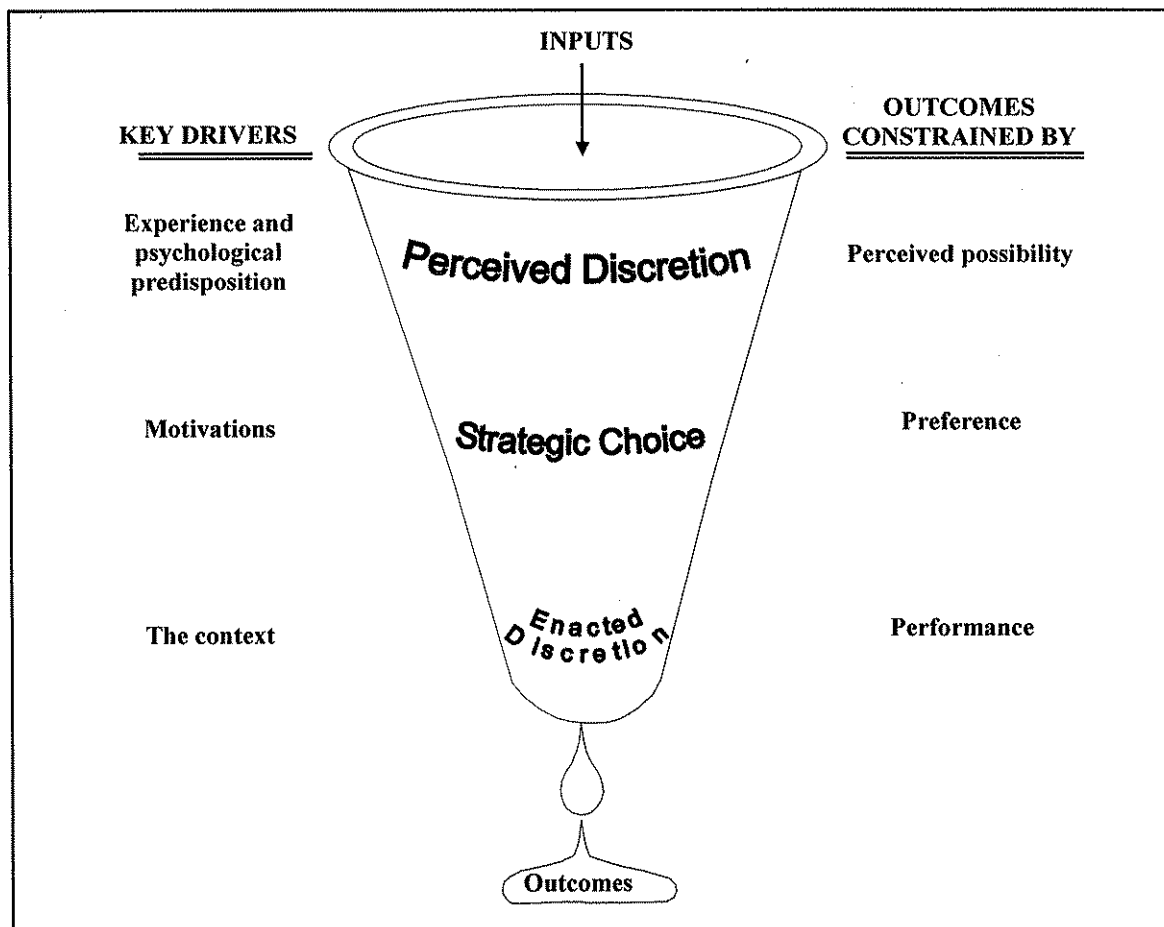 INPUTS
KEY DRIVERS
OUTCOMES
CONSTRAINED BY
Experience and
psychological
predisposition
Perceived Discretion
Perceived possibility
Motivations
Strategic Choice
Preference
The context
Enacted
Discretion
Performance
Outcomes